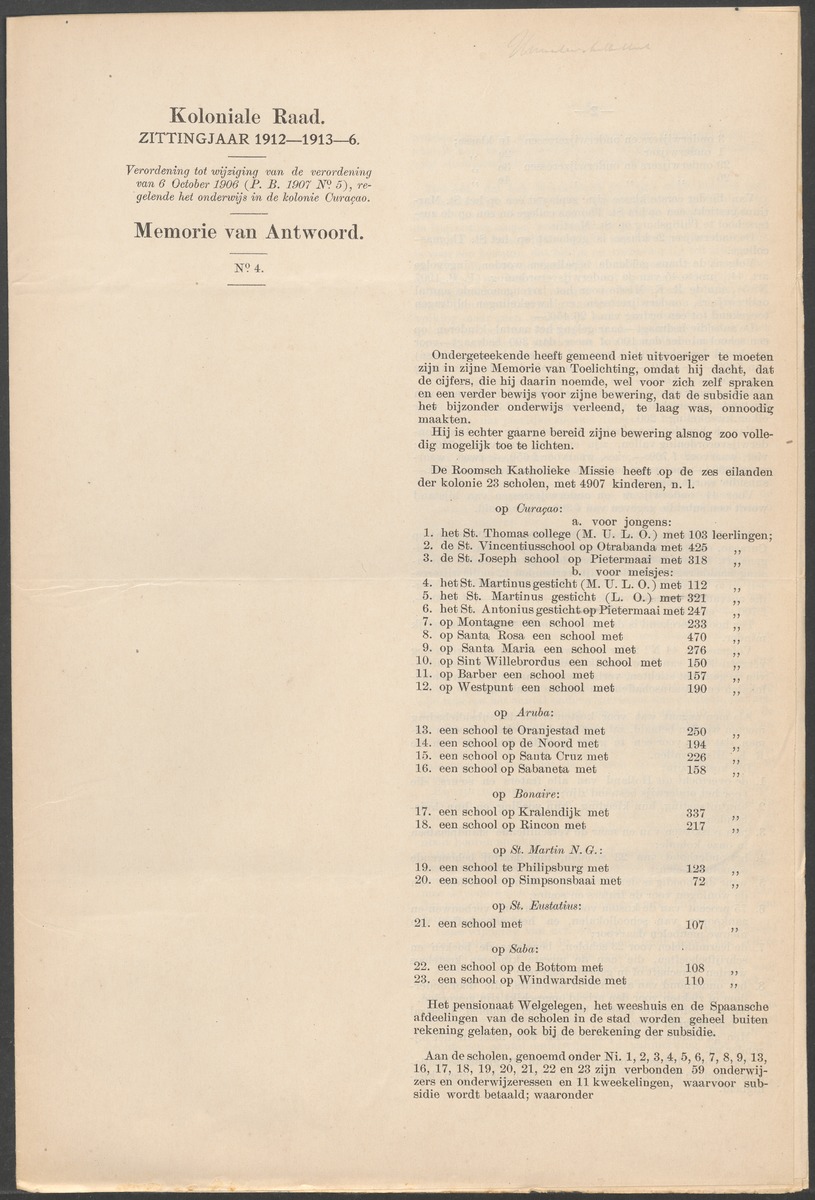 Koloniale Raad.
ZITTINGJAAR 1912—1913—6.
Verordening tot wijziging van de verordening
van 6 October 1906 (P. B. 1907 No. 5), re-
gelende het onderwijs in de kolonie Curaçao.
Memorie van Antwoord.
No. 4.
Ondergeteekende heeft gemeend niet uitvoeriger te moeten
zijn in zijne Memorie van Toelichting, omdat hij dacht, dat
de cijfers, die hij daarin noemde, wel voor zich zelf spraken
en een verder bewijs voor zijne bewering, dat de subsidie aan
het bijzonder onderwijs verleend, te laag was, onnoodig
maakten.
Hij is echter gaarne bereid zijne bewering alsnog zoo volle-
dig mogelijk toe te lichten.
De Roomsch Katholieke Missie heeft op de zes eilanden
der kolonie 23 scholen, met 4907 kinderen, n. l.
op Curaçao:
a. voor jongens:
1. het St. Thomas college (M. U. L. O.) met 103 leerlingen;
2. de St. Vincentiusschool op Otrabanda met 425 ,,
3. de St. Joseph school op Pietermaai met 318 ,,
b. voor meisjes:
4. het St. Martinus gesticht (M. U. L. O.) met 112 ,,
5. het St. Martinus gesticht (L. O.) met 321 ,,
6. het St. Antonius gesticht op Pietermaai met 247 ,,
7. op Montagne een school met 233 ,,
8. op Santa Rosa een school met 470 ,,
9. op Santa Maria een school met 276 ,,
10. op Sint Willebrordus een school met 150 ,,
11. op Barber een school met 157 ,,
12. op Westpunt een school met 190 ,,
op Aruba:
13. een school te Oranjestad met 250 ,,
14. een school op de Noord met 194 ,,
15. een school op Santa Cruz met 226 ,,
16. een school op Sabaneta met 158 ,,
op Bonaire:
17. een school op Kralendijk met 337 ,,
18. een school op Rincon met 217 ,,
op St. Martin N. G.:
19. een school te Philipsburg met 123 ,,
20. een school op Simpsonsbaai met 72 ,,
op St. Eustatius:
21. een school met 107 ,,
op Saba:
22. een school op de Bottom met 108 ,,
23. een school op Windwardside met 110 ,,
Het pensionaat Welgelegen, het weeshuis en de Spaansche
afdeelingen van de scholen in de stad worden geheel buiten
rekening gelaten, ook bij de berekening der subsidie.
Aan de scholen, genoemd onder Ni. 1, 2, 3, 4, 5, 6, 7, 8, 9, 13,
16, 17, 18, 19, 20, 21, 22 en 23 zijn verbonden 59 onderwij-
zers en onderwijzeressen en 11 kweekelingen, waarvoor sub-
sidie wordt betaald; waaronder